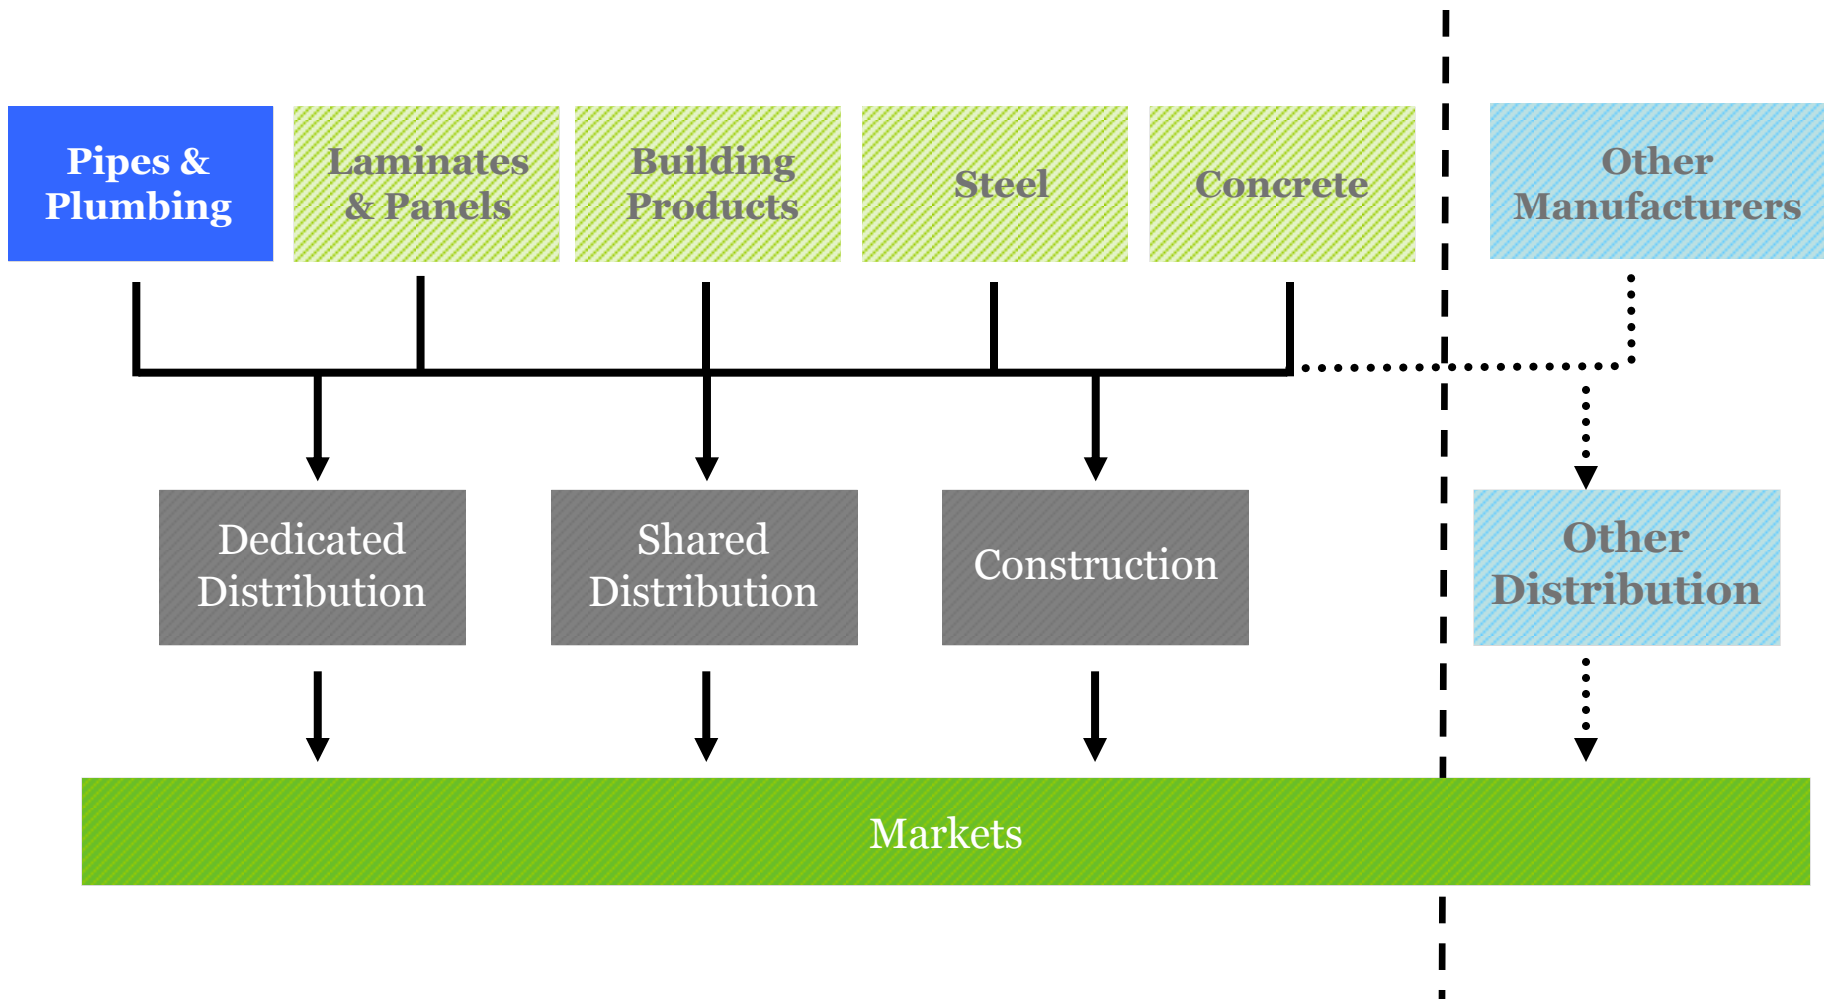 Pipes &
Plumbing
Laminates
& Panels
Building
Products
Steel
Concrete
Other
Manufacturers
Dedicated
Distribution
Shared
Distribution
Construction
Other
Distribution
Markets